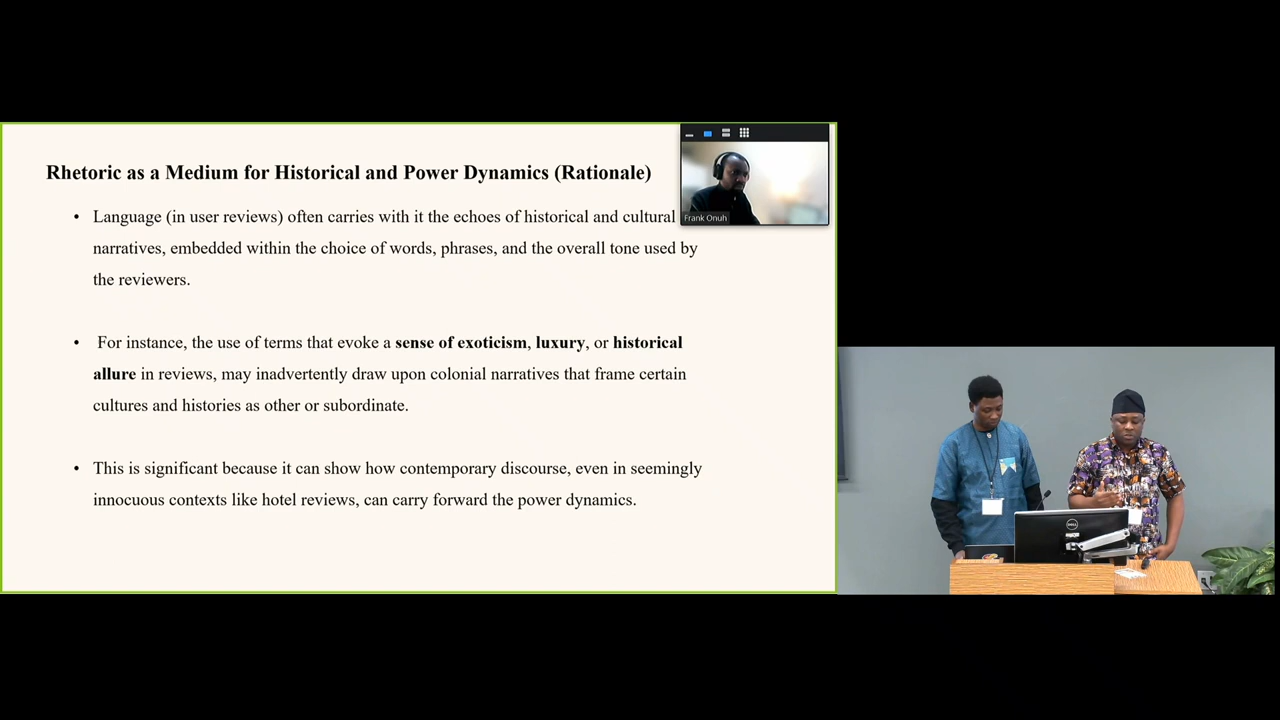 Rhetoric as a Medium for Historical and Power Dynamics (Rationale)
• Language (in user reviews) often carries with it the echoes of historical and cultural
narratives, embedded within the choice of words, phrases, and the overall tone used by
the reviewers.
• For instance, the use of terms that evoke a sense of exoticism, luxury, or historical
allure in reviews, may inadvertently draw upon colonial narratives that frame certain
cultures and histories as other or subordinate.
• This is significant because it can show how contemporary discourse, even in seemingly
innocuous contexts like hotel reviews, can carry forward the power dynamics.
Frank Onuh
DELL